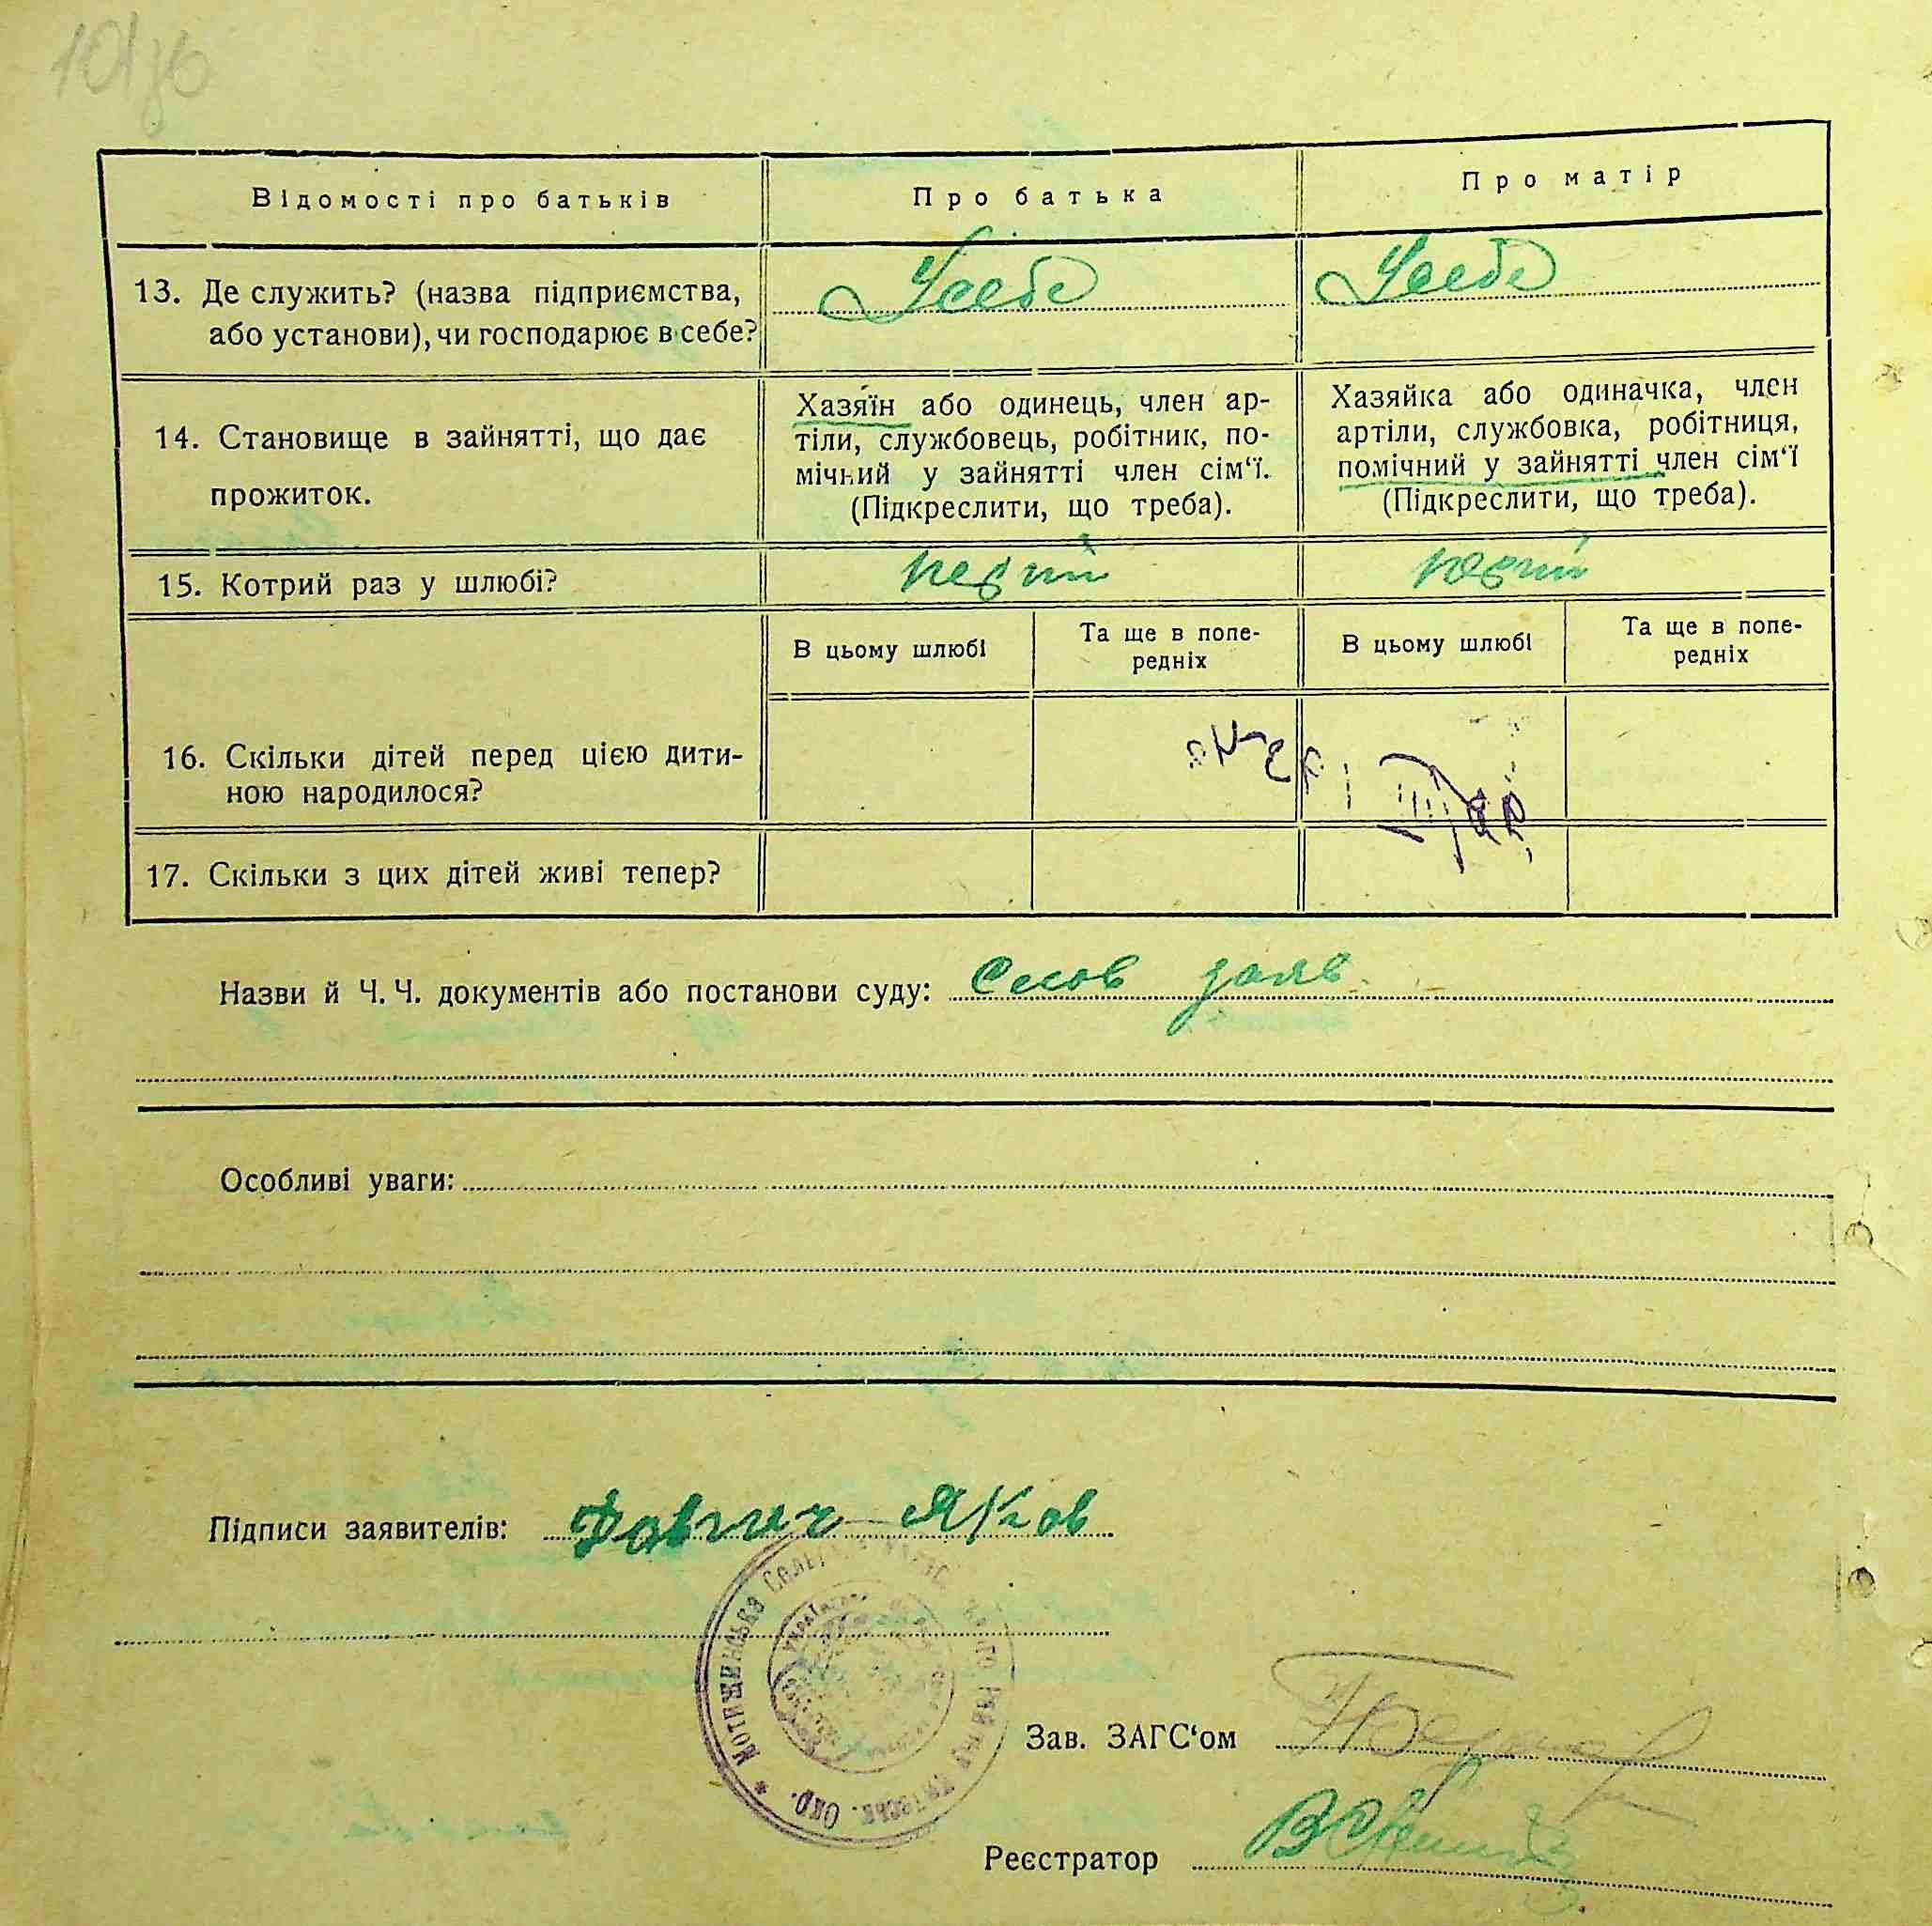 Відомості про батьків
Про батька
Про матір
13. Де служить? (назва підприємства,
або установи), чи господарює в себе?
Усебе
Усебе
14. Становище в зайнятті, що дає
прожиток.
Хазяїн або одинець, член ар-
тіли, службовець, робітник, по-
мічний у зайнятті член сім‘ї.
(Підкреслити, що треба).
Хазяйка або одиначка, член
артіли, службовка, робітниця,
помічний у зайнятті член сім‘ї
(Підкреслити, що треба).
15. Котрий раз у шлюбі?
В цьому шлюбі
Та ще в попе-
редніх
В цьому шлюбі
Та ще в попе-
редніх
16. Скільки дітей перед цією дити-
ною народилося?
17. Скільки з цих дітей живі тепер?
Назви й Ч. Ч. документів або постанови суду: заяв
Особливі уваги:
Підписи заявителів: Яков
Окр.
Зав. ЗАГС‘ом
Реєстратор